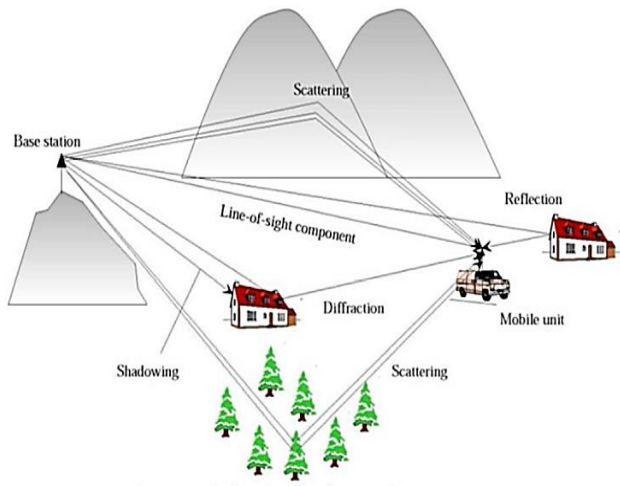 Scattering
Base station
Reflection
Line-of-sight component
Diffraction
Mobile unit
Shadowing
Scattering